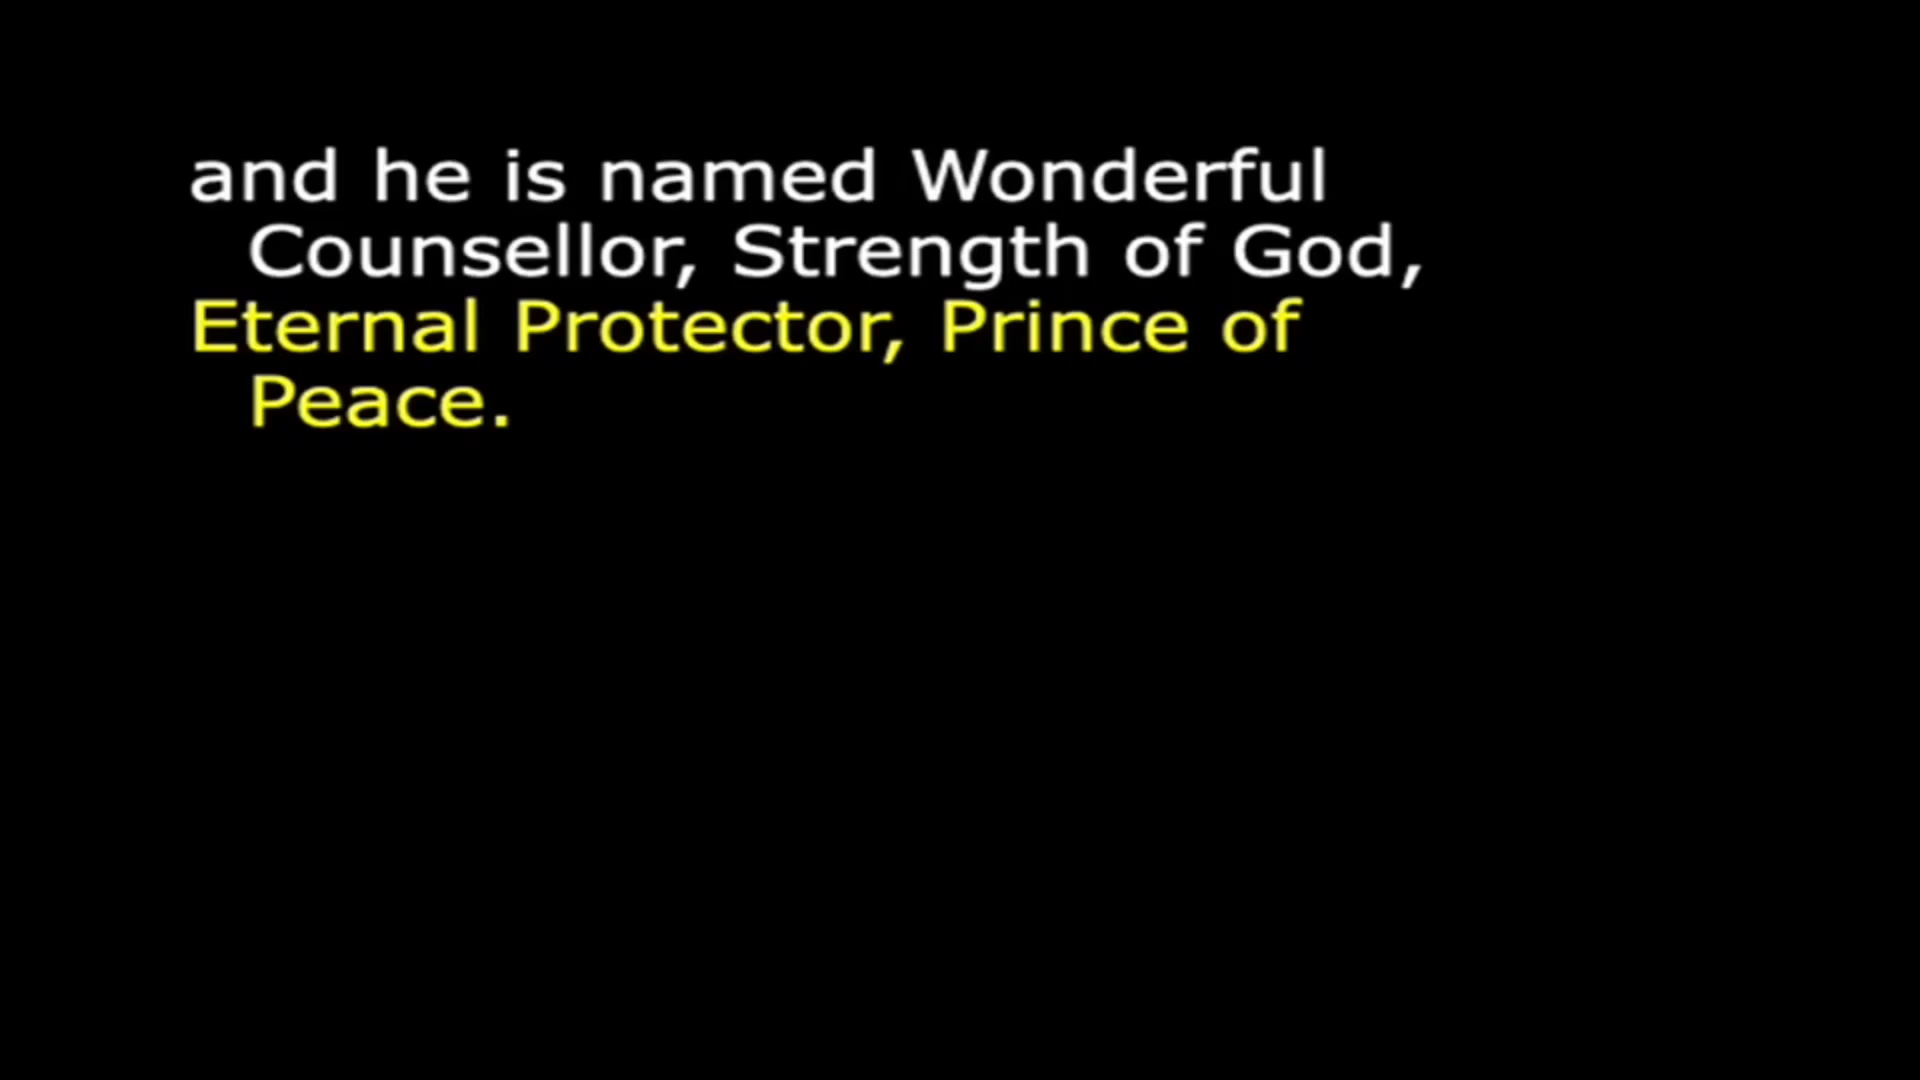 and he is named Wonderful
Counsellor, Strength of God,
Eternal Protector, Prince of
Peace.